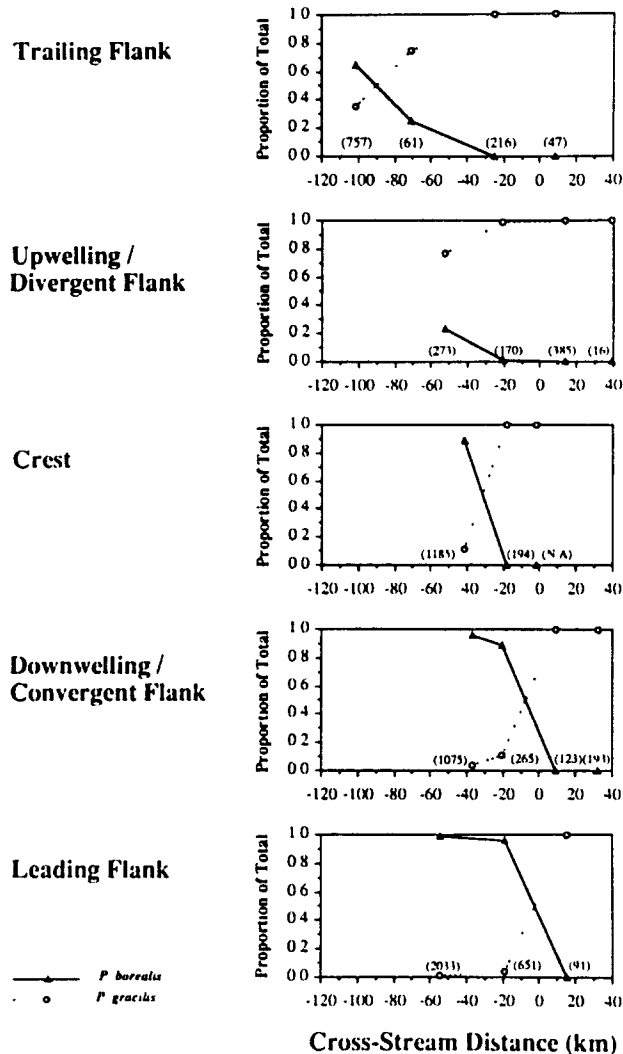 Trailing Flank
Proportion of Total
1 0
0 8
0 6
0 4
0 2
0 0
(757) (61) (216) (47)
-120 -100 -80 -60 -40 -20 0 20 40
Upwelling /
Divergent Flank
Proportion of Total
1 0
0 8
0 6
0 4
0 2
0 0
(273) (170) (385) (16)
-120 -100 -80 -60 -40 -20 0 20 40
Crest
Proportion of Total
1 0
0 8
0 6
0 4
0 2
0 0
(1185) (194) (N A)
-120 -100 -80 -60 -40 -20 0 20 40
Downwelling /
Convergent Flank
Proportion of Total
1 0
0 8
0 6
0 4
0 2
0 0
(1075) (265) (123)(193)
-120 -100 -80 -60 -40 -20 0 20 40
Leading Flank
Proportion of Total
1 0
0 8
0 6
0 4
0 2
0 0
(2033) (651) (91)
-120 -100 -80 -60 -40 -20 0 20 40
P borealis
P gracilis
Cross-Stream Distance (km)